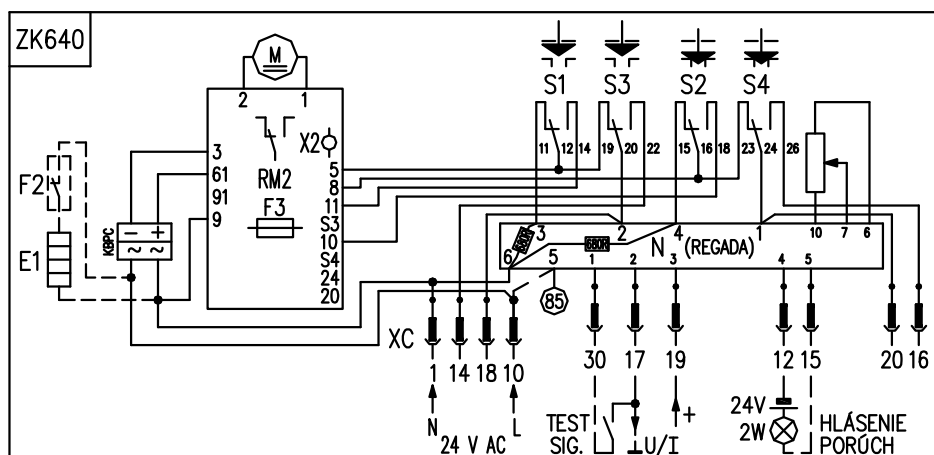 ZK640
M
2 1
S1 S3 S2 S4
11 12 14 19 20 22 15 16 18 23 24 26
X2
3
61
91
9
RM2
F3
5
8
11
S3
10
S4
24
20
F2
E1
KBPC
− +
~ ~
3 2 4 1 10 7 6
680R
680R
N (REGADA)
6 5 1 2 3 4 5
85
XC
1 14 18 10 30 17 19 12 15 20 16
N 24 V AC L
TEST
SIG.
U/I
+
24V
2W
HLÁSENIE
PORÚCH